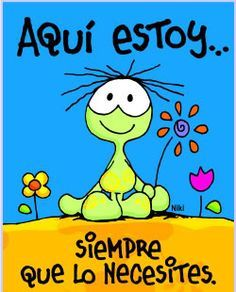 AQUÍ ESTOY...
Niki
SIEMPRE
QUE LO NECESITES.